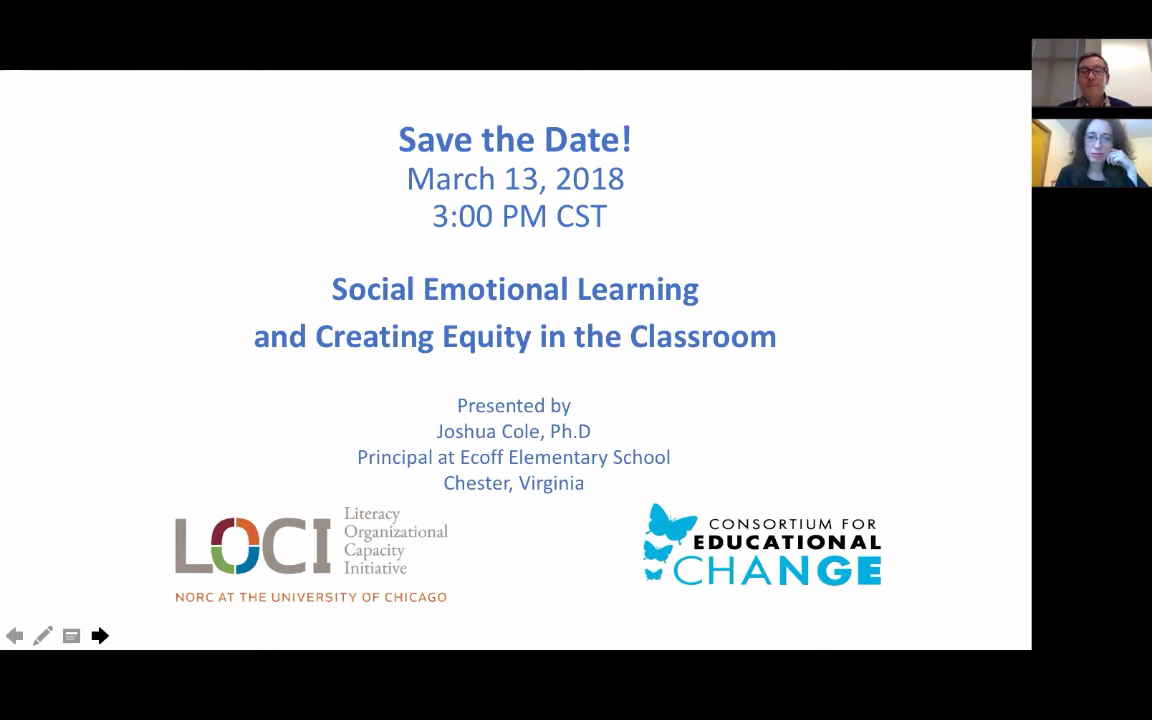 Save the Date!
March 13, 2018
3:00 PM CST
Social Emotional Learning
and Creating Equity in the Classroom
Presented by
Joshua Cole, Ph.D
Principal at Ecoff Elementary School
Chester, Virginia
LOCI
Literacy
Organizational
Capacity
Initiative
NORC AT THE UNIVERSITY OF CHICAGO
CONSORTIUM FOR
EDUCATIONAL
CHANGE